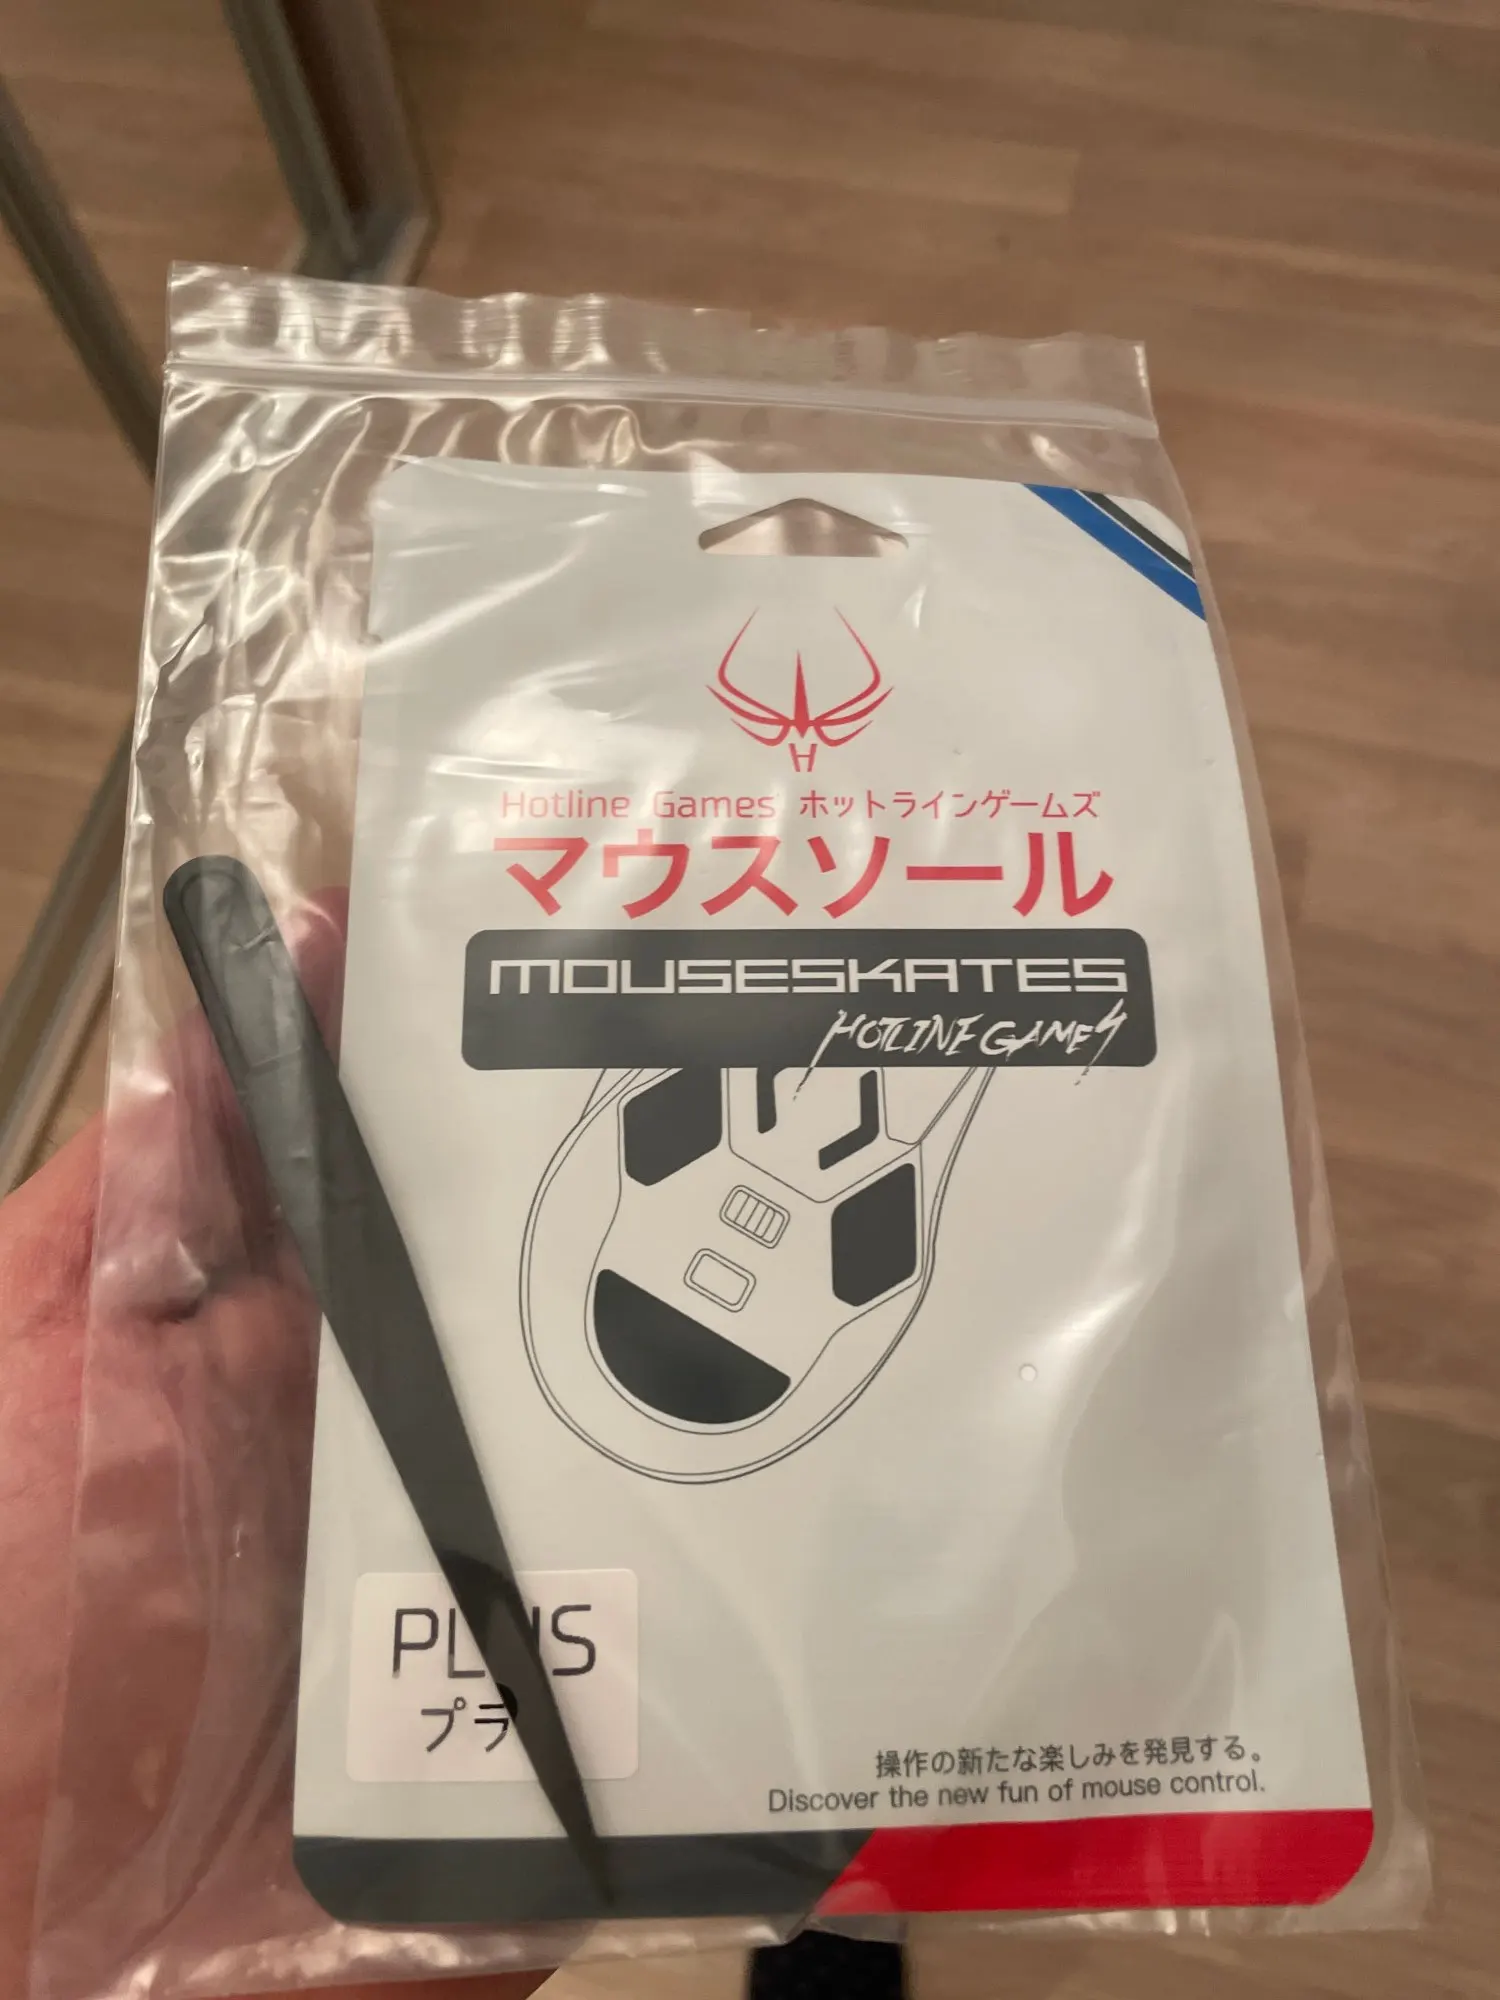 H
Hotline Games ホットラインゲームズ
マウスソール
MOUSESKATES
HOTLINE GAMES
PLUS
プラ
操作の新たな楽しみを発見する。
Discover the new fun of mouse control.